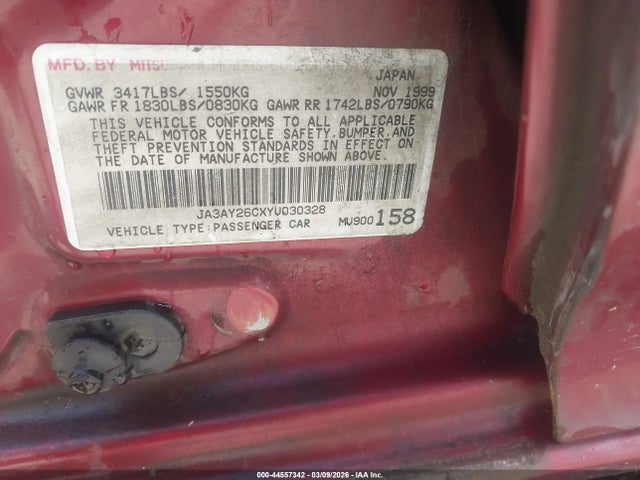 MFD. BY MITSUBISHI
JAPAN
GVWR 3417LBS/ 1550KG NOV 1999
GAWR FR 1830LBS/0830KG GAWR RR 1742LBS/0790KG
THIS VEHICLE CONFORMS TO ALL APPLICABLE
FEDERAL MOTOR VEHICLE SAFETY, BUMPER, AND
THEFT PREVENTION STANDARDS IN EFFECT ON
THE DATE OF MANUFACTURE SHOWN ABOVE.
JA3AY26CXYU030328
VEHICLE TYPE:PASSENGER CAR MU900158
000-44557342 - 03/09/2026 - IAA Inc.